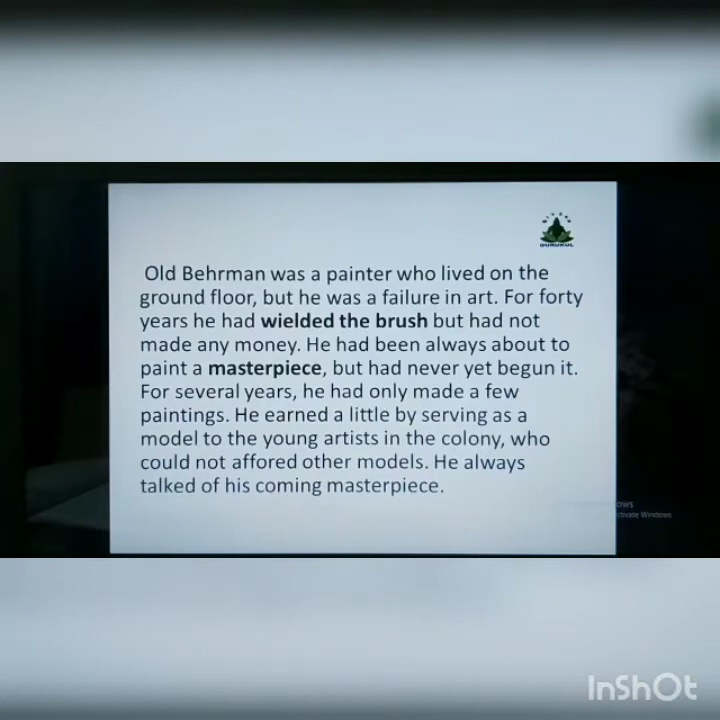 GURUKUL
Old Behrman was a painter who lived on the
ground floor, but he was a failure in art. For forty
years he had wielded the brush but had not
made any money. He had been always about to
paint a masterpiece, but had never yet begun it.
For several years, he had only made a few
paintings. He earned a little by serving as a
model to the young artists in the colony, who
could not affored other models. He always
talked of his coming masterpiece.
ctivate Windows
InShOt